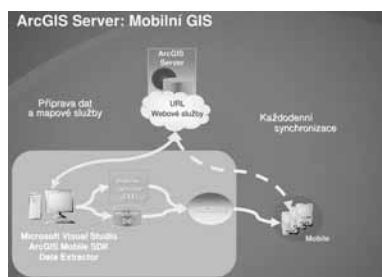 ArcGIS Server: Mobilní GIS
ArcGIS
Server
URL
Webové služby
Příprava dat
a mapové služby
Každodenní
synchronizace
Microsoft Visual Studio
ArcGIS Mobile SDK
Data Extractor
Mobile